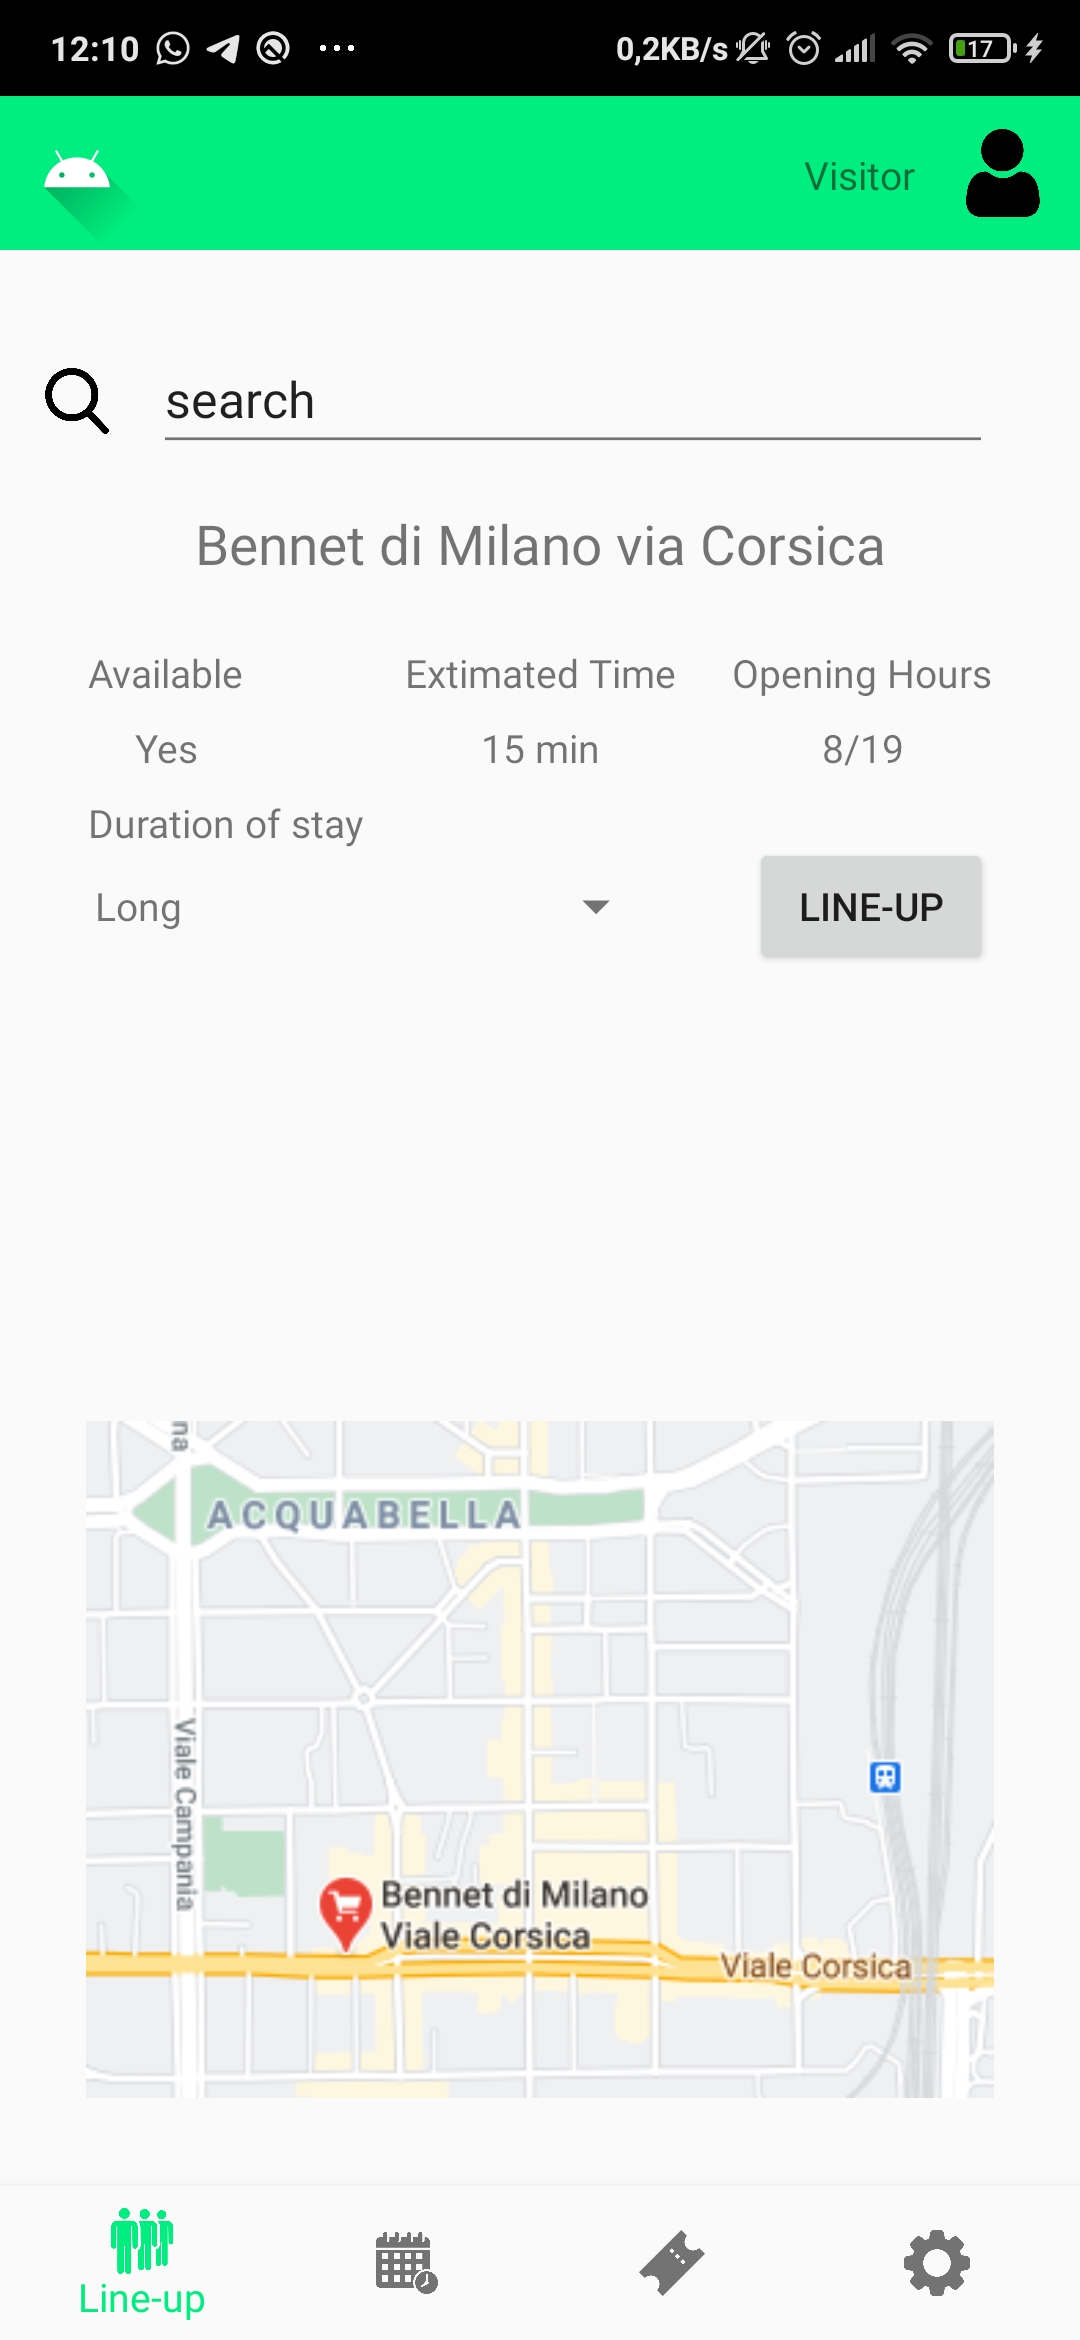 12:10 ... 0,2KB/s 17
Visitor
search
Bennet di Milano via Corsica
Available Extimated Time Opening Hours
Yes 15 min 8/19
Duration of stay
Long LINE-UP
na
ACQUABELLA
Viale Campania
Bennet di Milano
Viale Corsica
Viale Corsica
Line-up